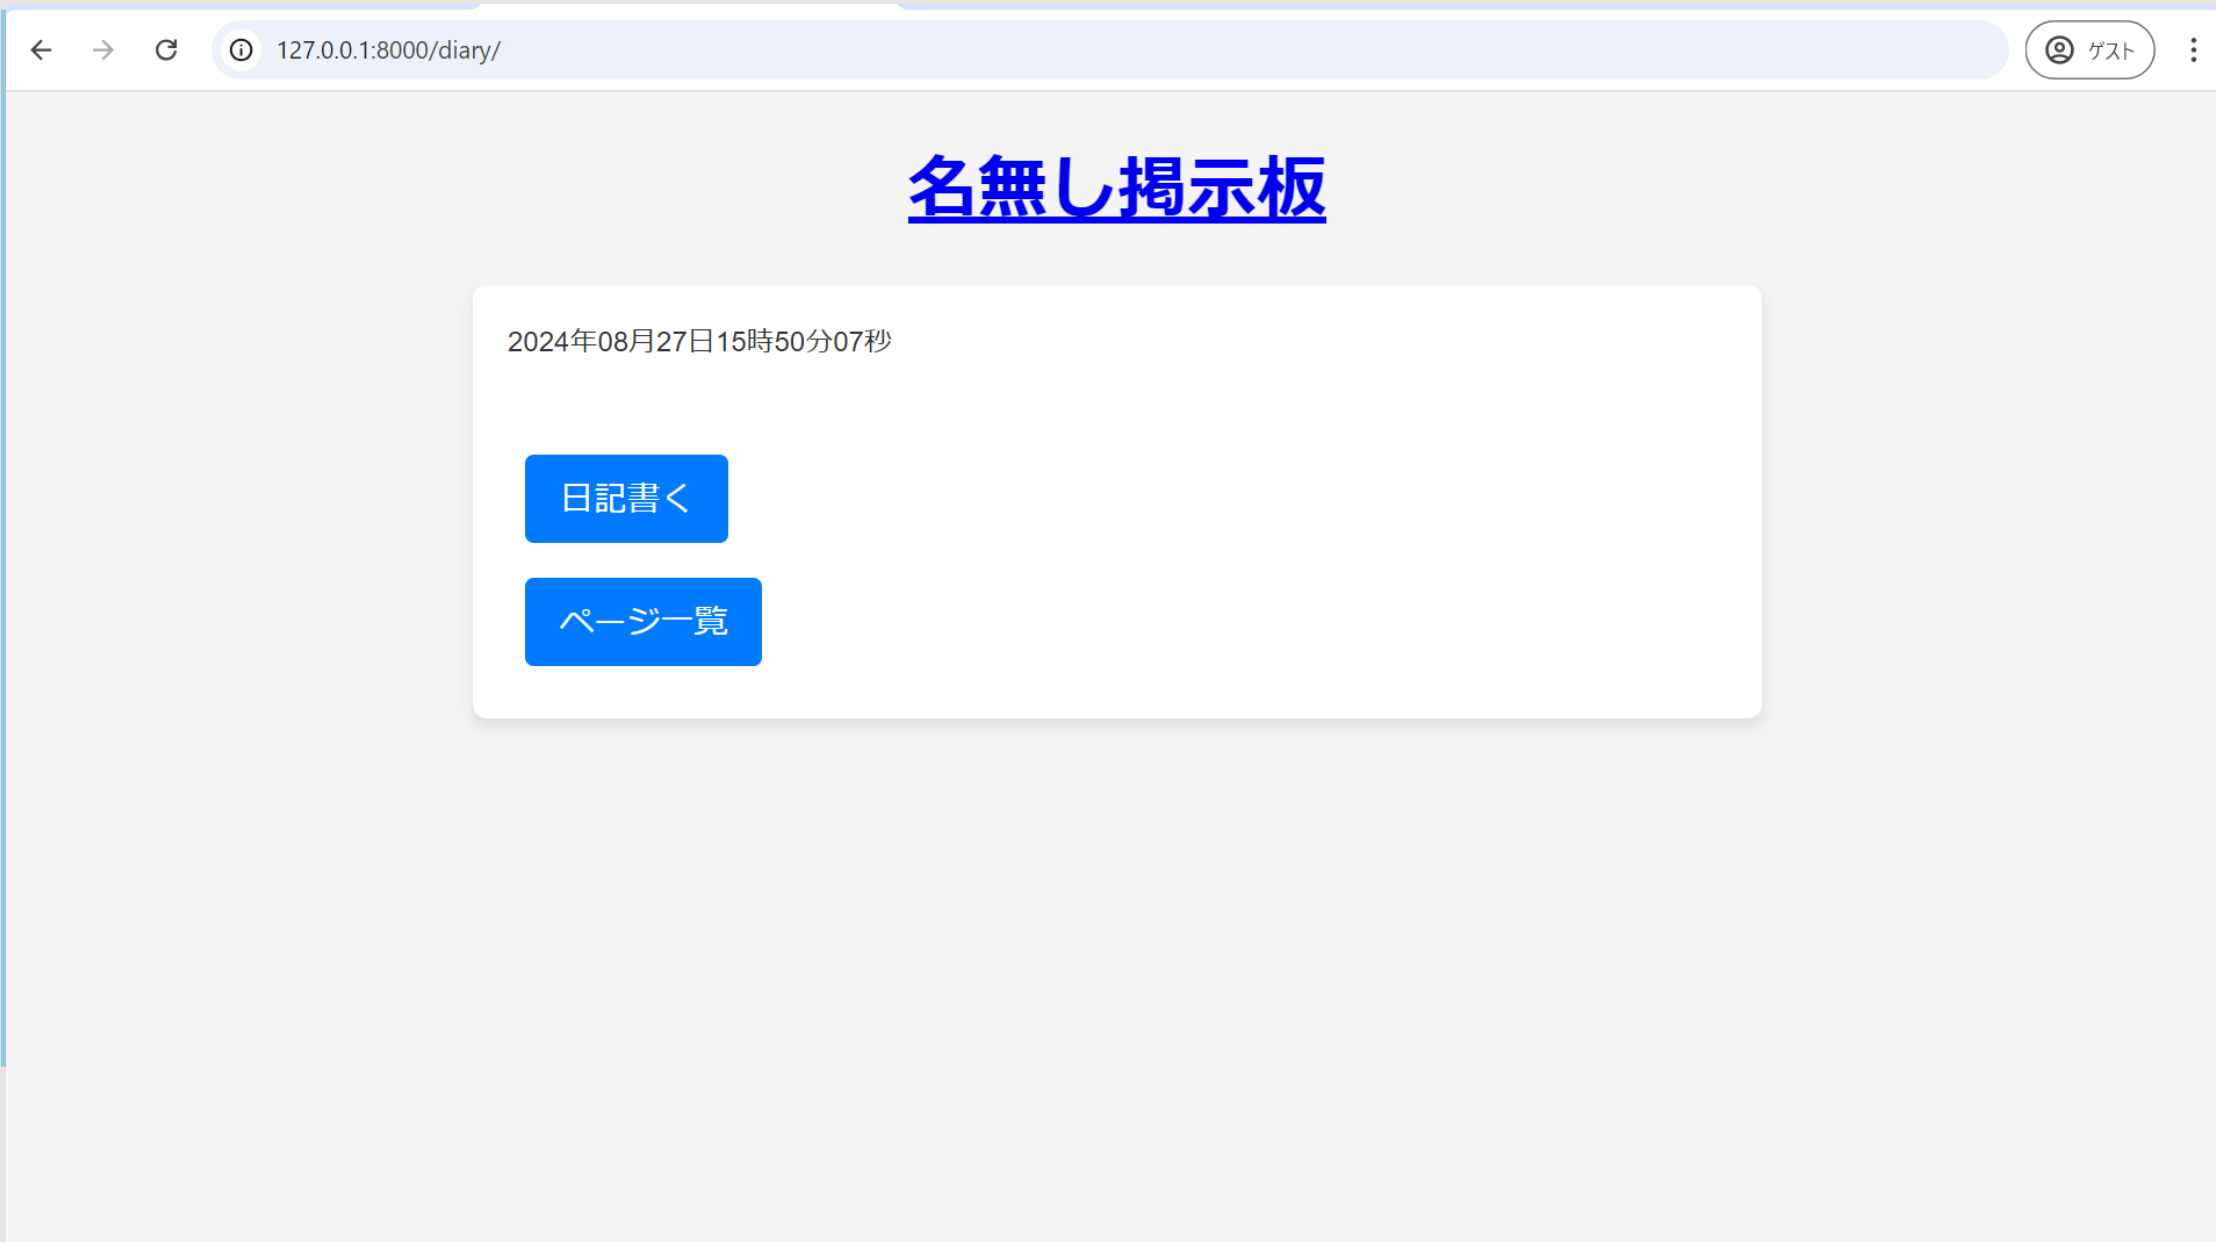 127.0.0.1:8000/diary/
ゲスト
名無し掲示板
2024年08月27日15時50分07秒
日記書く
ページ一覧